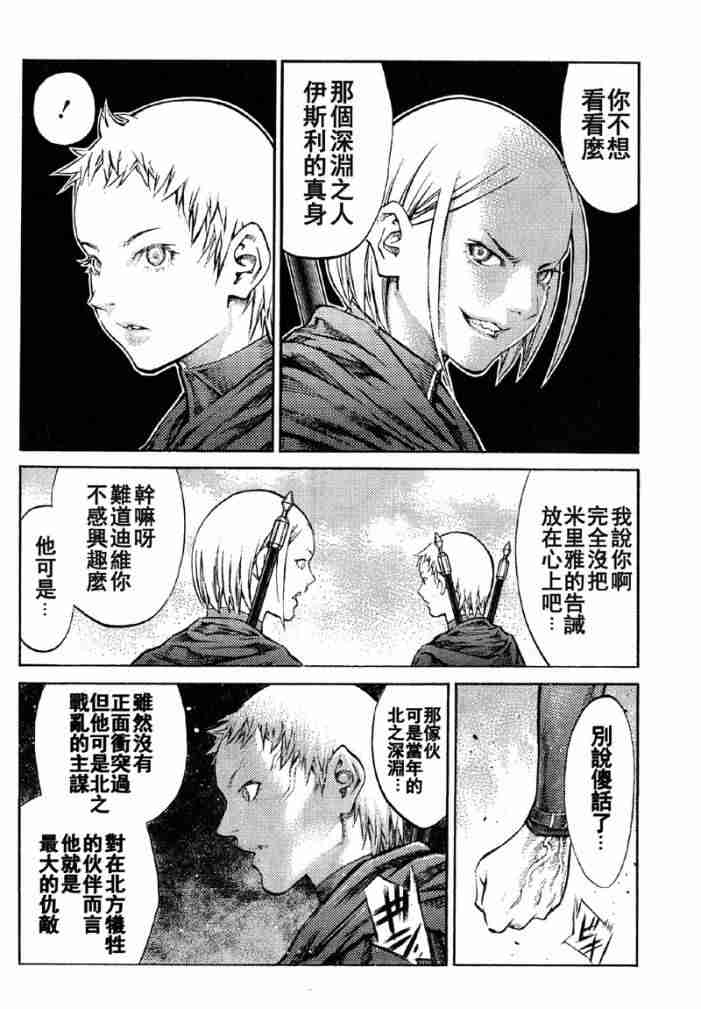 你不想
看看麼
那個深淵之人
伊斯利的真身
！
我說你啊
完全沒把
米里雅的告誡
放在心上吧…
幹嘛呀
難道迪維你
不感興趣麼
他可是…
別說傻話了…
ギギ
那傢伙
可是當年的
北之深淵…
ギギ
雖然沒有
正面衝突過
但他可是北之
戰亂的主謀
對在北方犧牲
的伙伴而言
他就是
最大的仇敵